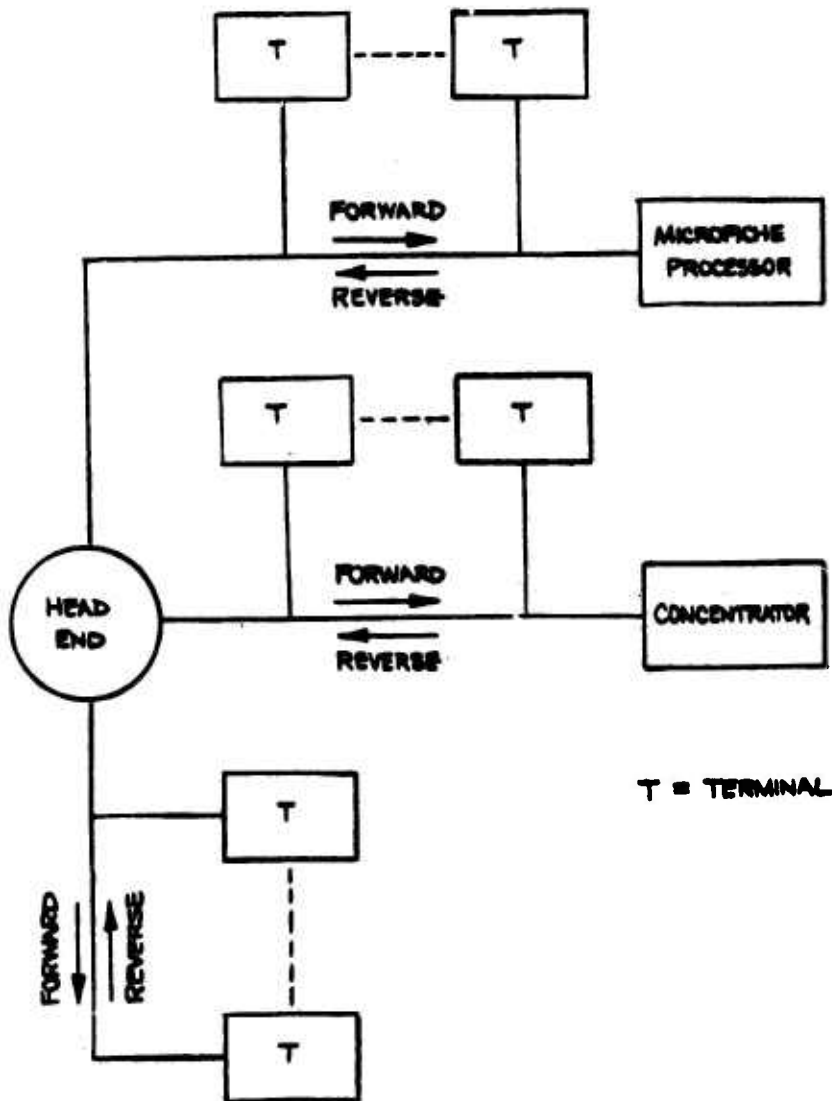 T
T
FORWARD
REVERSE
MICROFICHE
PROCESSOR
T
T
FORWARD
REVERSE
HEAD
END
CONCENTRATOR
T
T = TERMINAL
FORWARD
REVERSE
T